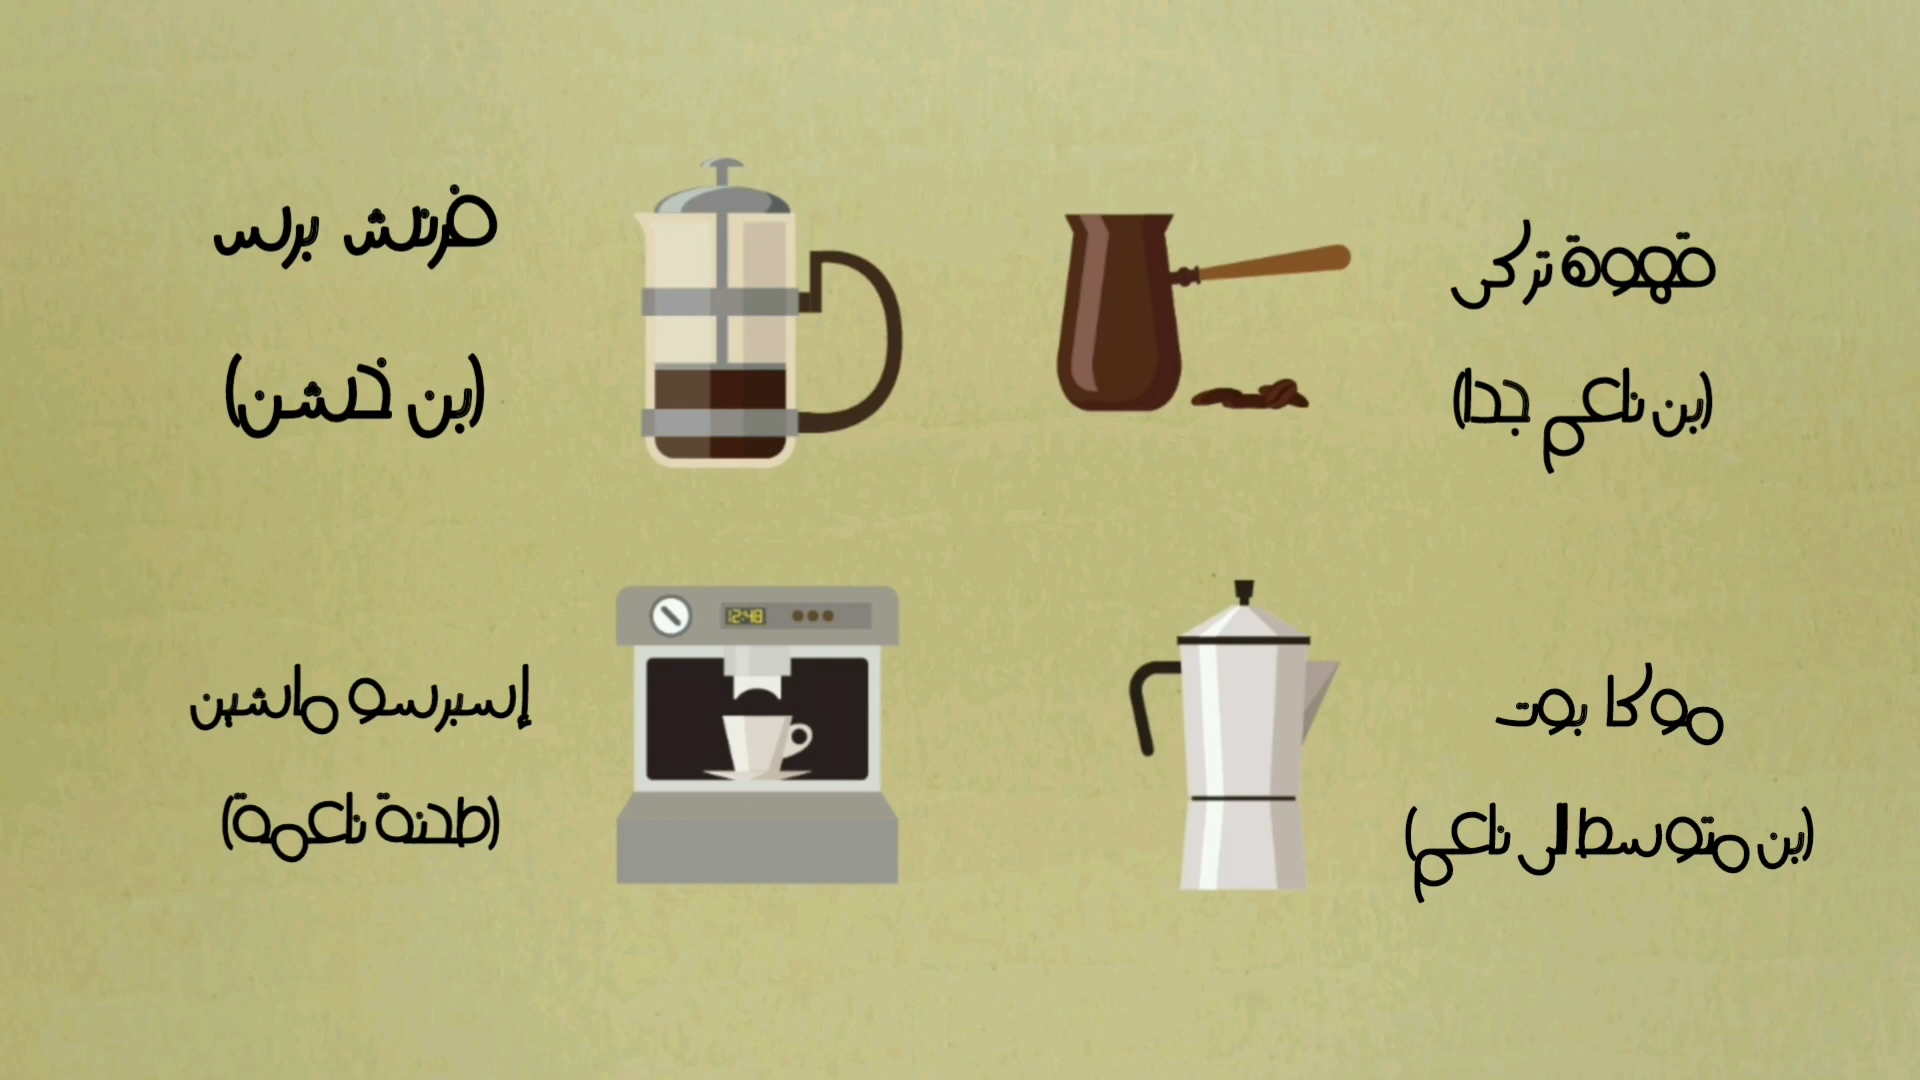 قهوة تركى
(بن ناعم جدا)
فرنش برس
(بن خشن)
موكا بوت
(بن متوسط الى ناعم)
إسبرسو ماشين
(طحنة ناعمة)
12:48